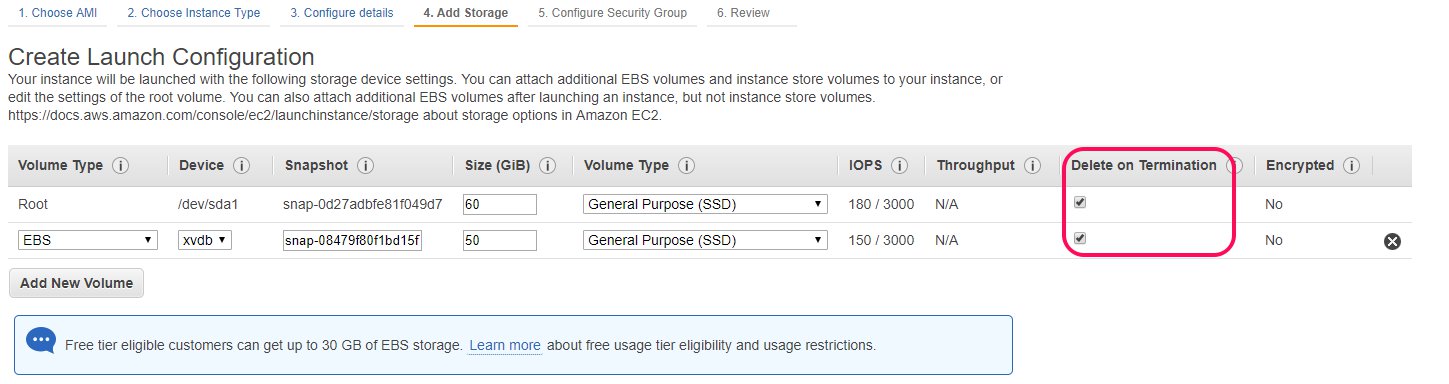 1. Choose AMI 2. Choose Instance Type 3. Configure details 4. Add Storage 5. Configure Security Group 6. Review
Create Launch Configuration
Your instance will be launched with the following storage device settings. You can attach additional EBS volumes and instance store volumes to your instance, or
edit the settings of the root volume. You can also attach additional EBS volumes after launching an instance, but not instance store volumes.
https://docs.aws.amazon.com/console/ec2/launchinstance/storage about storage options in Amazon EC2.
Volume Type i Device i Snapshot i Size (GiB) i Volume Type i IOPS i Throughput i Delete on Termination i Encrypted i
Root /dev/sda1 snap-0d27adbfe81f049d7 60 General Purpose (SSD) 180 / 3000 N/A No
EBS xvdb snap-08479f80f1bd15f 50 General Purpose (SSD) 150 / 3000 N/A No
Add New Volume
Free tier eligible customers can get up to 30 GB of EBS storage. Learn more about free usage tier eligibility and usage restrictions.